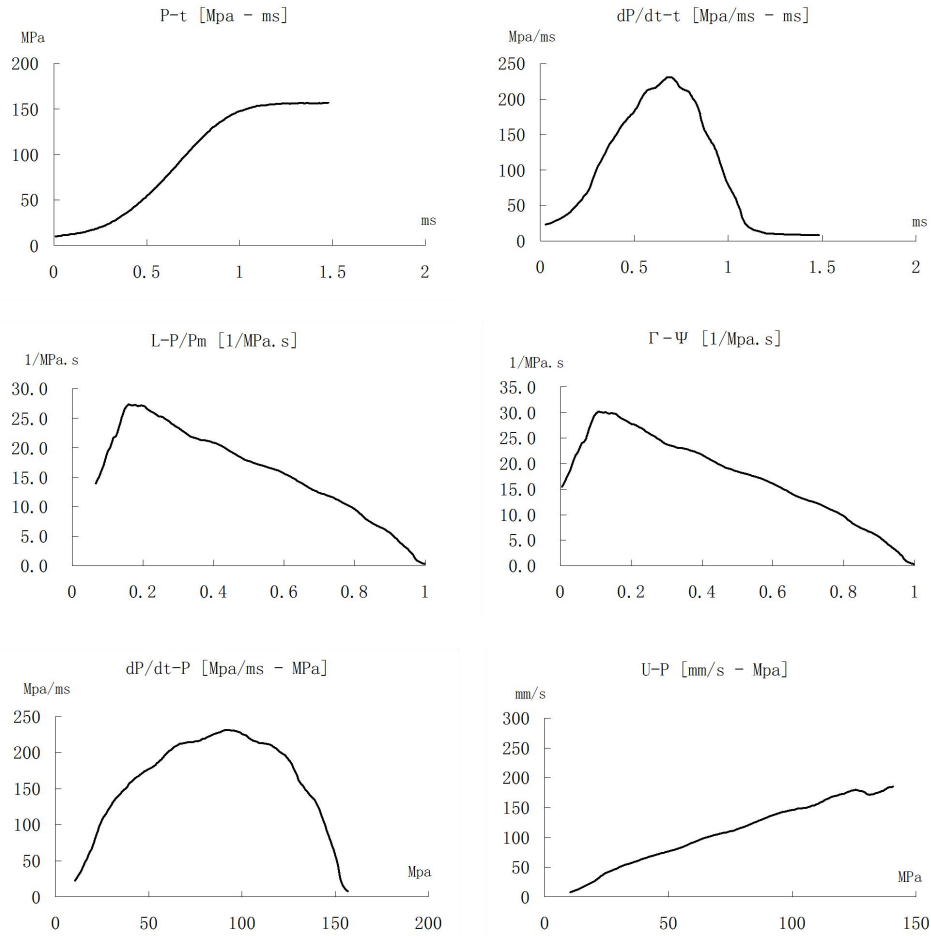 P-t [Mpa - ms]
MPa
200
150
100
50
0
ms
0 0.5 1 1.5 2
dP/dt-t [Mpa/ms - ms]
Mpa/ms
250
200
150
100
50
0
ms
0 0.5 1 1.5 2
L-P/Pm [1/MPa.s]
1/MPa.s
30.0
25.0
20.0
15.0
10.0
5.0
0.0
0 0.2 0.4 0.6 0.8 1
Γ-Ψ [1/Mpa.s]
1/MPa.s
35.0
30.0
25.0
20.0
15.0
10.0
5.0
0.0
0 0.2 0.4 0.6 0.8 1
dP/dt-P [Mpa/ms - MPa]
Mpa/ms
250
200
150
100
50
0
Mpa
0 50 100 150 200
U-P [mm/s - Mpa]
mm/s
300
250
200
150
100
50
0
MPa
0 50 100 150